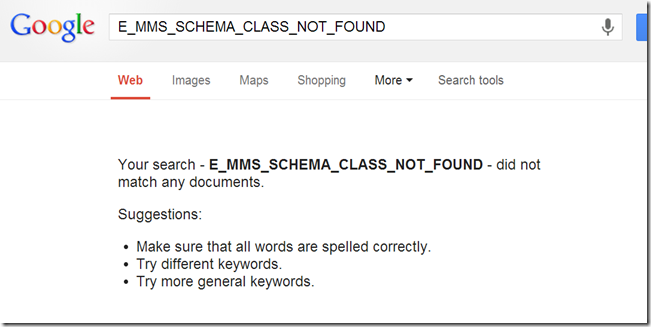 Google E_MMS_SCHEMA_CLASS_NOT_FOUND
Web Images Maps Shopping More Search tools
Your search - E_MMS_SCHEMA_CLASS_NOT_FOUND - did not
match any documents.
Suggestions:
Make sure that all words are spelled correctly.
Try different keywords.
Try more general keywords.